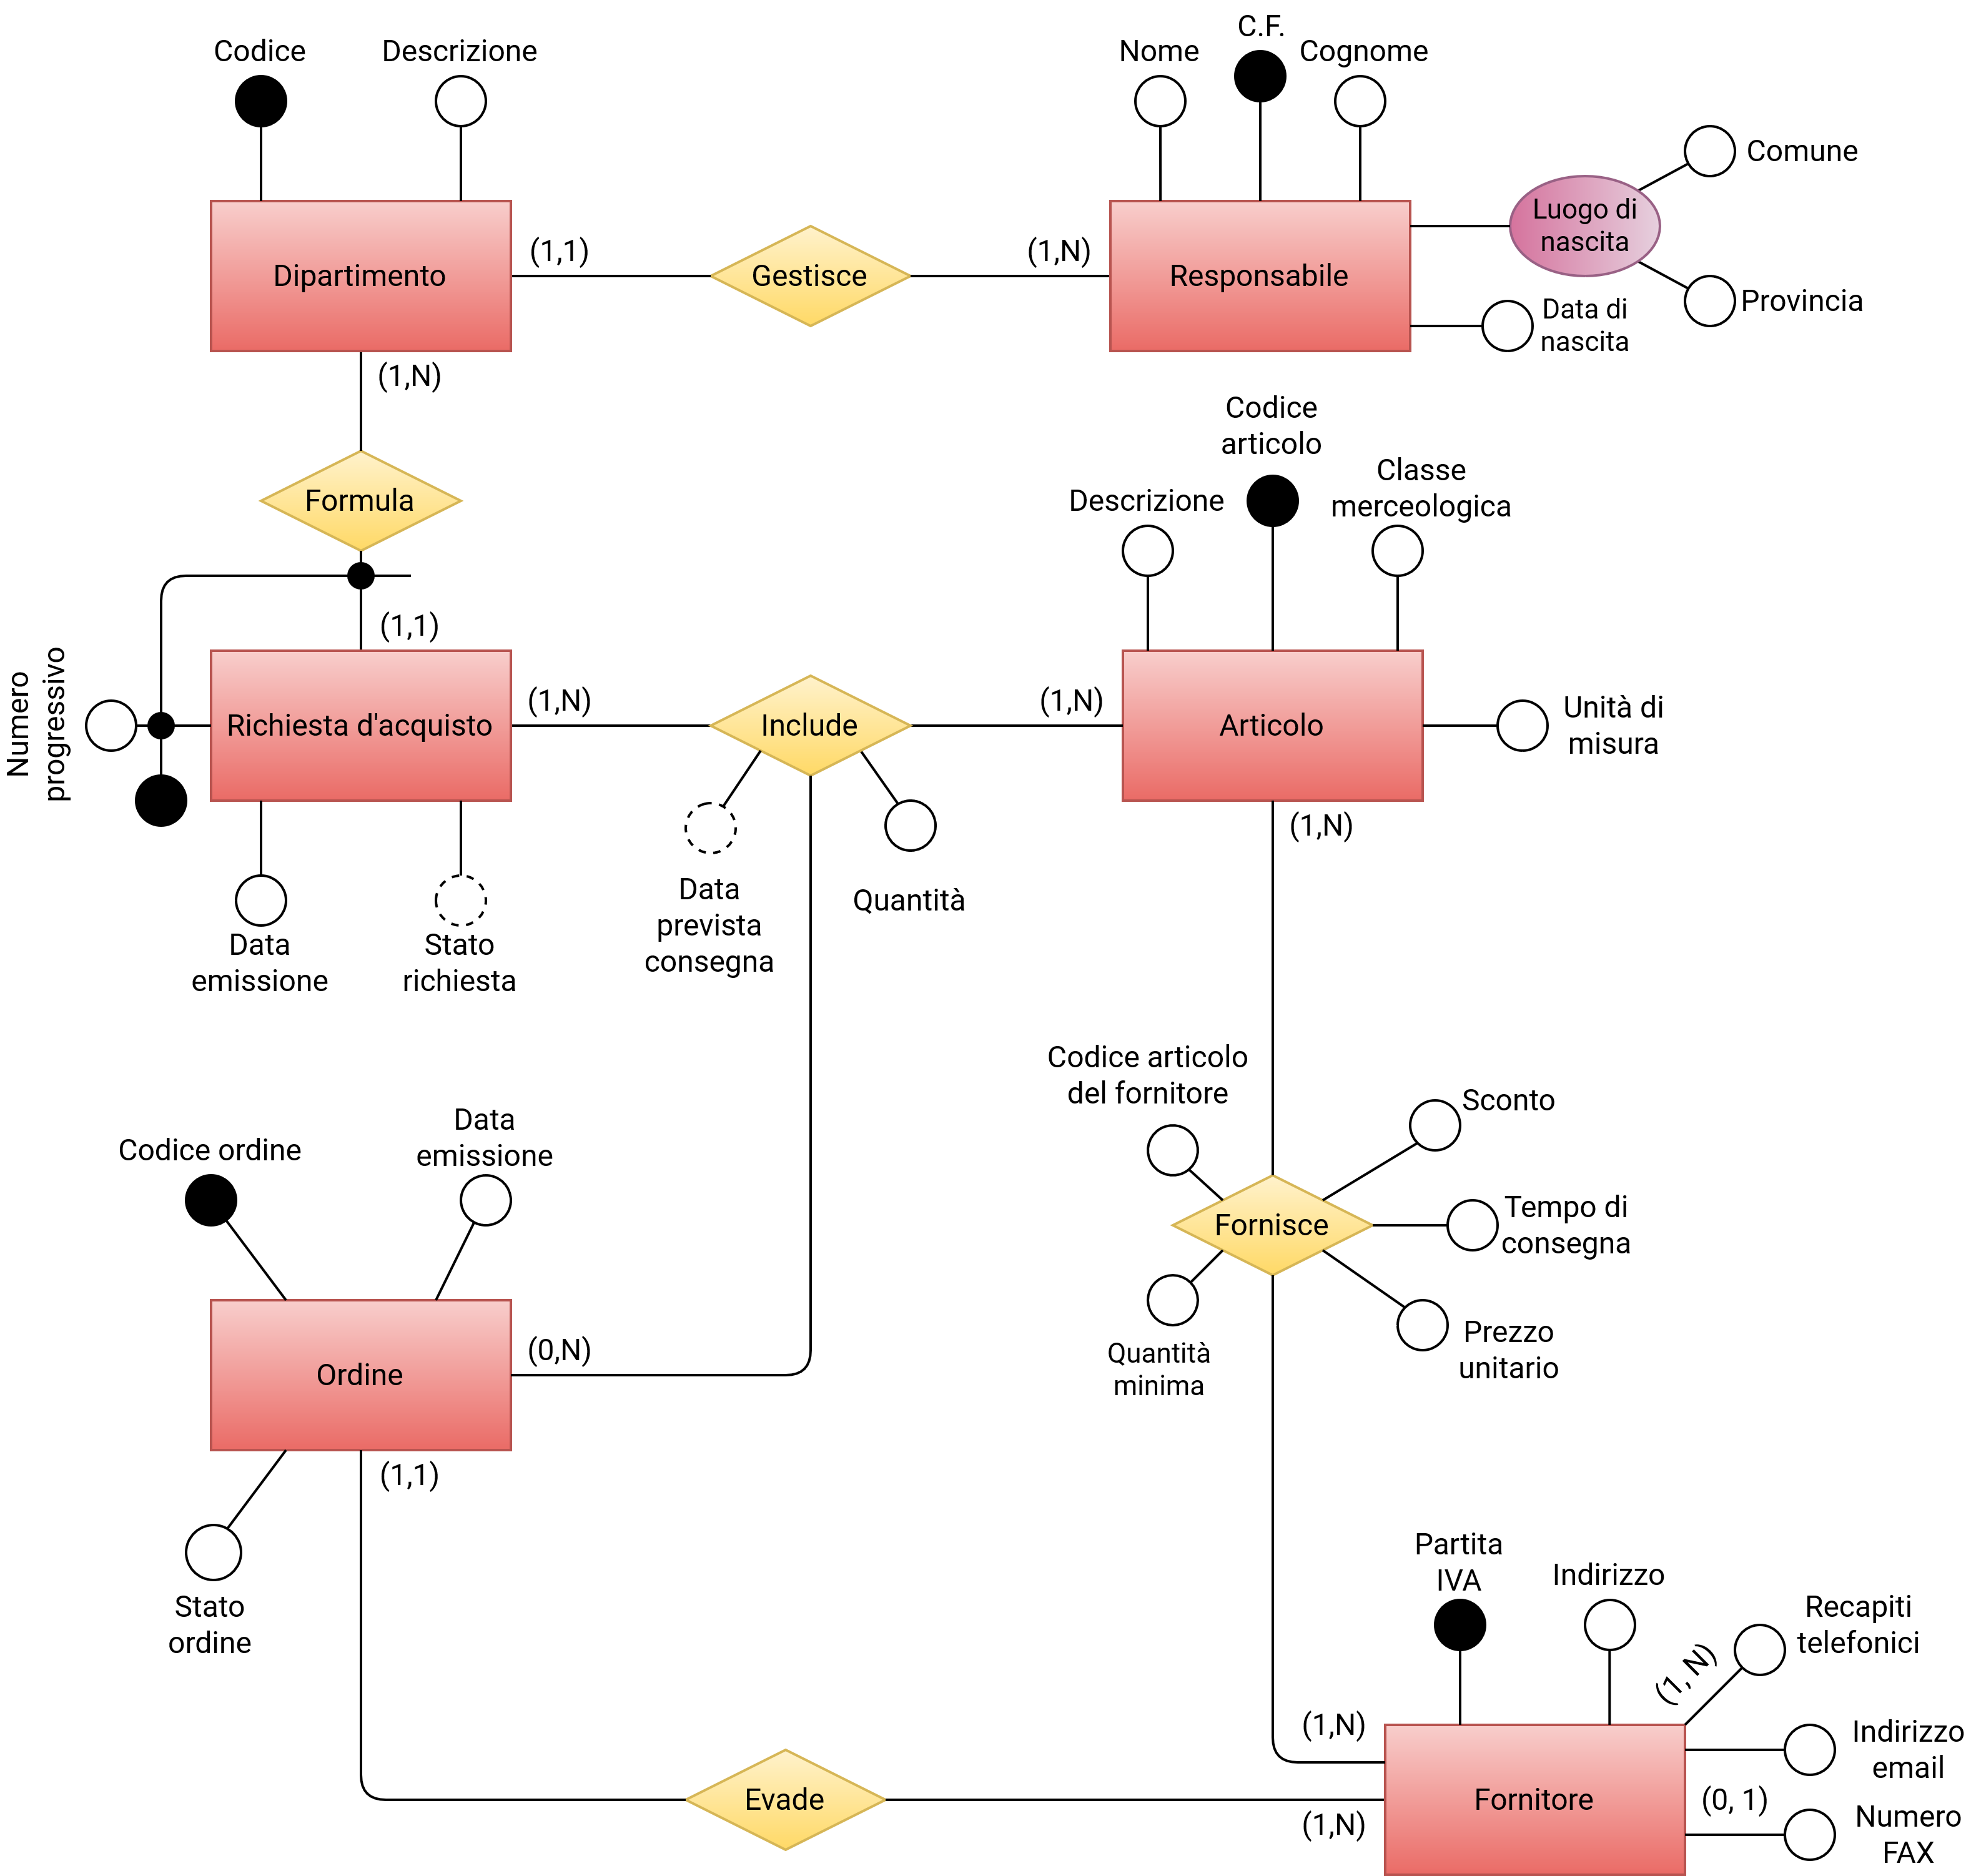 C.F.
Codice
Descrizione
Nome
Cognome
Comune
Luogo di
nascita
Dipartimento
(1,1)
Gestisce
(1,N)
Responsabile
Provincia
Data di
nascita
(1,N)
Codice
articolo
Formula
Descrizione
Classe
merceologica
(1,1)
Numero
progressivo
Richiesta d'acquisto
(1,N)
Include
(1,N)
Articolo
Unità di
misura
(1,N)
Data
emissione
Stato
richiesta
Data
prevista
consegna
Quantità
Codice articolo
del fornitore
Sconto
Codice ordine
Data
emissione
Fornisce
Tempo di
consegna
Quantità
minima
Prezzo
unitario
Ordine
(0,N)
(1,1)
Stato
ordine
Partita
IVA
Indirizzo
Recapiti
telefonici
(1,N)
(1,N)
Indirizzo
email
Evade
(1,N)
Fornitore
(0, 1)
Numero
FAX